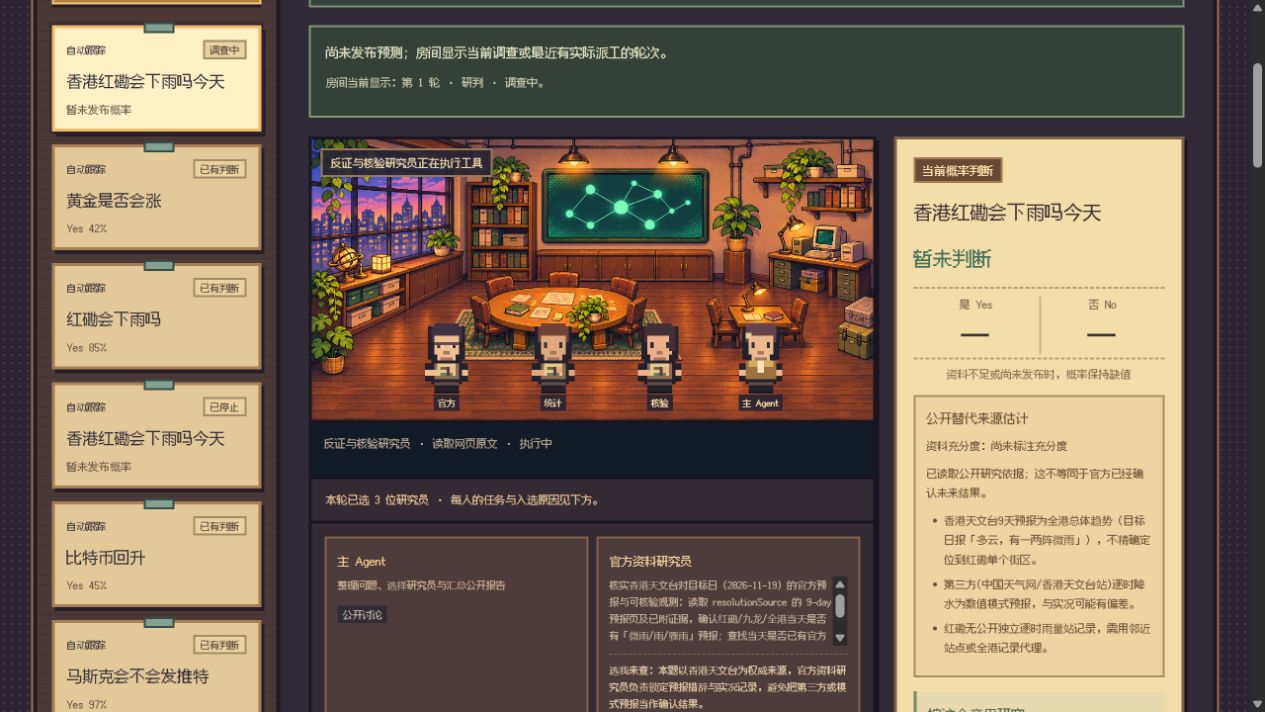 自动跟踪
调查中
香港红磡会下雨吗今天
暂未发布概率
自动跟踪
已有判断
黄金是否会涨
Yes 42%
自动跟踪
已有判断
红磡会下雨吗
Yes 85%
自动跟踪
已停止
香港红磡会下雨吗今天
暂未发布概率
自动跟踪
已有判断
比特币回升
Yes 45%
自动跟踪
已有判断
马斯克会不会发推特
Yes 97%
尚未发布预测；房间显示当前调查或最近有实际派工的轮次。
房间当前显示：第 1 轮 · 研判 · 调查中。
反证与核验研究员正在执行工具
官方
统计
核验
主 Agent
反证与核验研究员 · 读取网页原文 · 执行中
本轮已选 3 位研究员 · 每人的任务与入选原因见下方。
主 Agent
整理问题、选择研究员与汇总公开报告
公开讨论
官方资料研究员
核实香港天文台对目标日（2026-11-19）的官方预
报与可核验观测：读取 resolutionSource 的 9-day
预报页及已附证据，确认红磡/九龙/全港当天是否
有「微雨/雨/骤雨」预报；查找当天是否已有官方
选我来查：本题以香港天文台为权威来源，官方资料研
究员负责锁定预报措辞与实况记录，避免把第三方或模
式预报当作确认结果。
当前概率判断
香港红磡会下雨吗今天
暂未判断
是 Yes
否 No
—
—
资料不足或尚未发布时，概率保持缺值
公开替代来源估计
资料充分度：尚未标注充分度
已读取公开研究依据；这不等同于官方已经确
认未来结果。
• 香港天文台9天预报为全港总体趋势（目标
日报「多云，有一两阵微雨」），不精确定
位到红磡单个街区。
• 第三方(中国天气网/香港天文台站)逐时降
水为数值模式预报，与实况可能有偏差。
• 红磡无公开独立逐时雨量站记录，需用邻近
站点或全港记录代理。